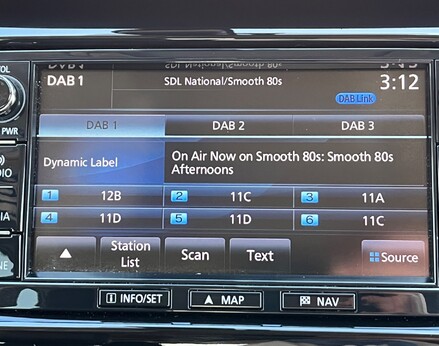 VOL
DAB 1
SDL National/Smooth 80s
3:12
DAB Link
PWR
DAB 1 DAB 2 DAB 3
Dynamic Label
On Air Now on Smooth 80s: Smooth 80s
Afternoons
1 12B 2 11C 3 11A
4 11D 5 11D 6 11C
▲ Station
List Scan Text Source
INFO/SET MAP NAV